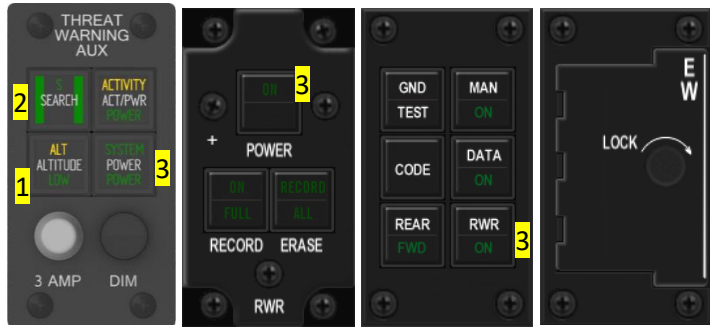 THREAT
WARNING
AUX
2
S
SEARCH
ACTIVITY
ACT/PWR
POWER
1
ALT
ALTITUDE
LOW
SYSTEM
POWER
POWER
3
3 AMP
DIM
ON
3
+
POWER
ON
FULL
RECORD
ALL
RECORD
ERASE
RWR
GND
TEST
MAN
ON
CODE
DATA
ON
REAR
FWD
RWR
ON
3
E
W
LOCK